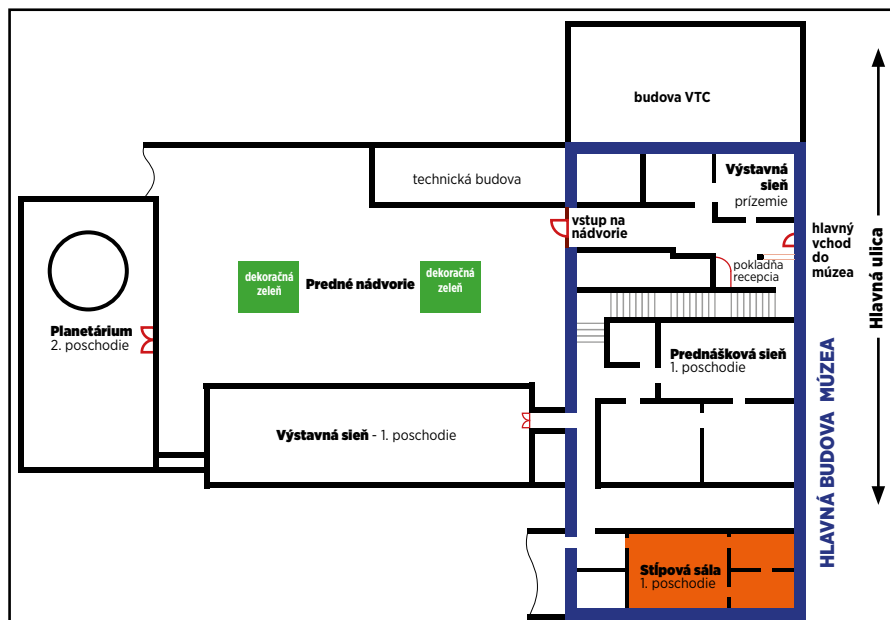 budova VTC
technická budova
Výstavná
sieň
prízemie
vstup na
nádvorie
hlavný
vchod
do
múzea
pokladňa
recepcia
Hlavná ulica
dekoračná
zeleň
Predné nádvorie
dekoračná
zeleň
Planetárium
2. poschodie
Prednášková sieň
1. poschodie
Výstavná sieň - 1. poschodie
HLAVNÁ BUDOVA MÚZEA
Stĺpová sála
1. poschodie